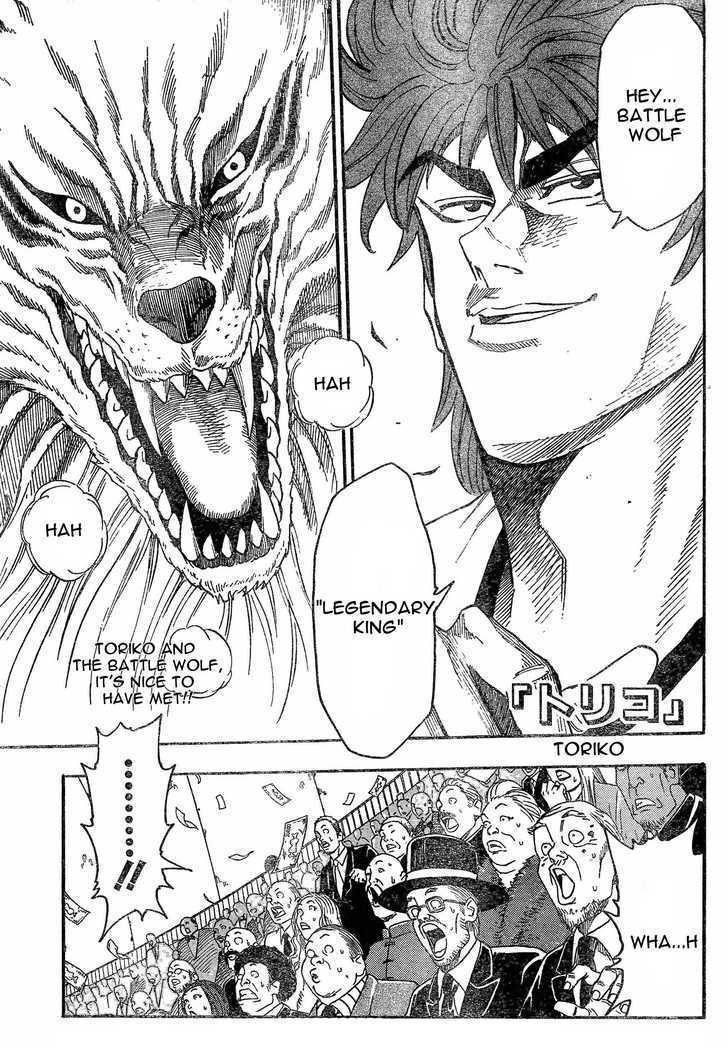 HEY...
BATTLE
WOLF
HAH
HAH
"LEGENDARY
KING"
TORIKO AND
THE BATTLE WOLF,
IT'S NICE TO
HAVE MET!!
『トリコ』
TORIKO
.........!!
WHA...H